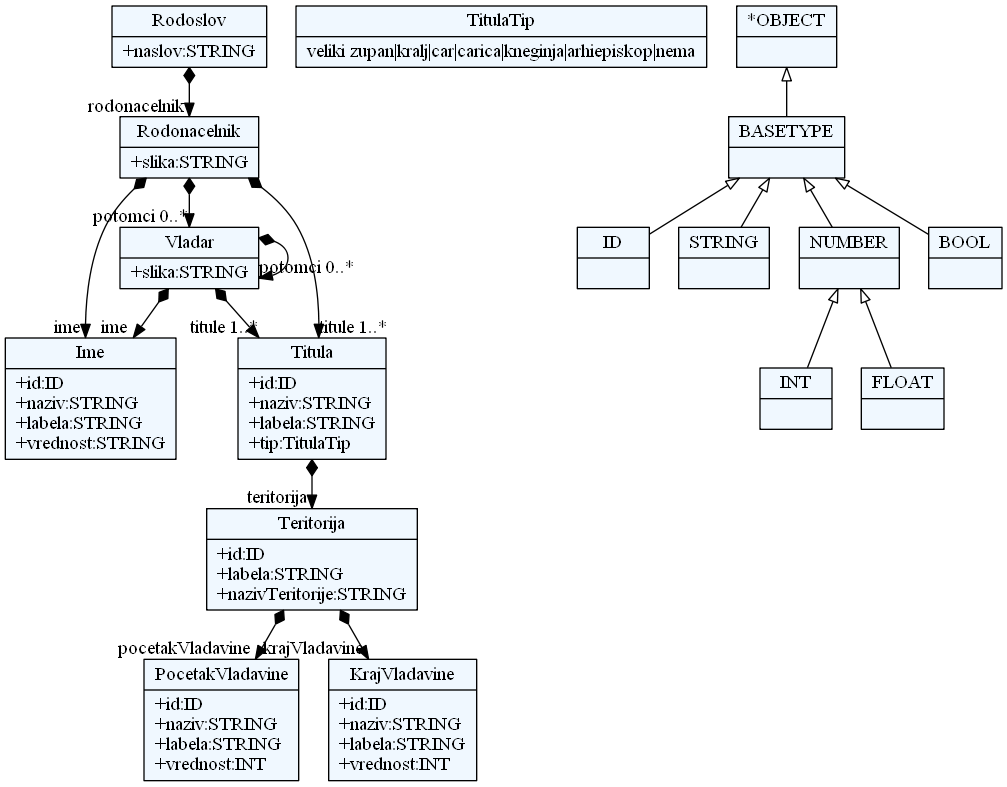 Rodoslov
+naslov:STRING
TitulaTip
veliki zupan|kralj|car|carica|kneginja|arhiepiskop|nema
*OBJECT
rodonacelnik
Rodonacelnik
+slika:STRING
BASETYPE
potomci 0..*
Vladar
+slika:STRING
potomci 0..*
ID
STRING
NUMBER
BOOL
ime
ime
titule 1..*
titule 1..*
Ime
+id:ID
+naziv:STRING
+labela:STRING
+vrednost:STRING
Titula
+id:ID
+naziv:STRING
+labela:STRING
+tip:TitulaTip
INT
FLOAT
teritorija
Teritorija
+id:ID
+labela:STRING
+nazivTeritorije:STRING
pocetakVladavine
krajVladavine
PocetakVladavine
+id:ID
+naziv:STRING
+labela:STRING
+vrednost:INT
KrajVladavine
+id:ID
+naziv:STRING
+labela:STRING
+vrednost:INT